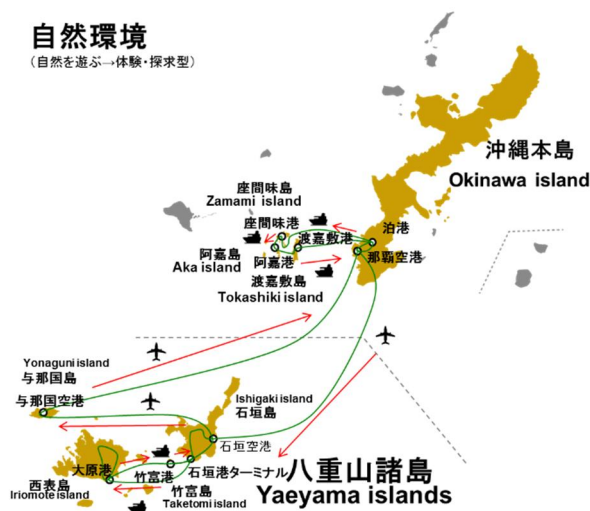 自然環境
（自然を遊ぶ→体験・探求型）
沖縄本島
Okinawa island
座間味島
Zamami island
座間味港
渡嘉敷港
泊港
那覇空港
阿嘉島
Aka island
阿嘉港
渡嘉敷島
Tokashiki island
Yonaguni island
与那国島
与那国空港
Ishigaki island
石垣島
石垣空港
大原港
竹富港
石垣港ターミナル
西表島
Iriomote island
竹富島
Taketomi island
八重山諸島
Yaeyama islands